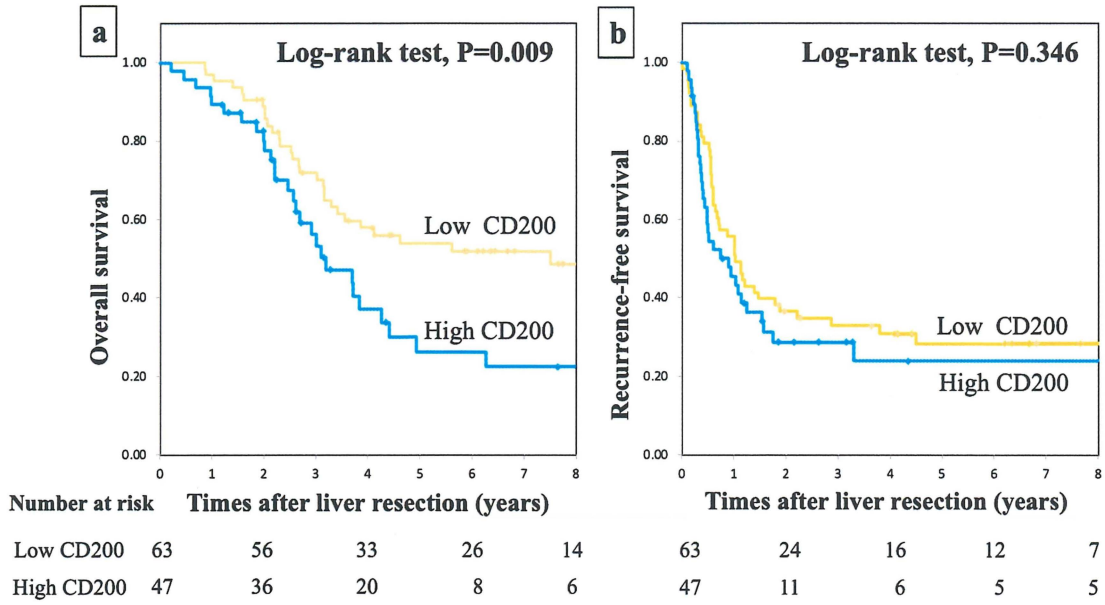 a
Log-rank test, P=0.009
Overall survival
1.00
0.80
0.60
0.40
0.20
0.00
Low CD200
High CD200
0 1 2 3 4 5 6 7 8
Times after liver resection (years)
b
Log-rank test, P=0.346
Recurrence-free survival
1.00
0.80
0.60
0.40
0.20
0.00
Low CD200
High CD200
0 1 2 3 4 5 6 7 8
Times after liver resection (years)
Number at risk
Low CD200 63 56 33 26 14 63 24 16 12 7
High CD200 47 36 20 8 6 47 11 6 5 5